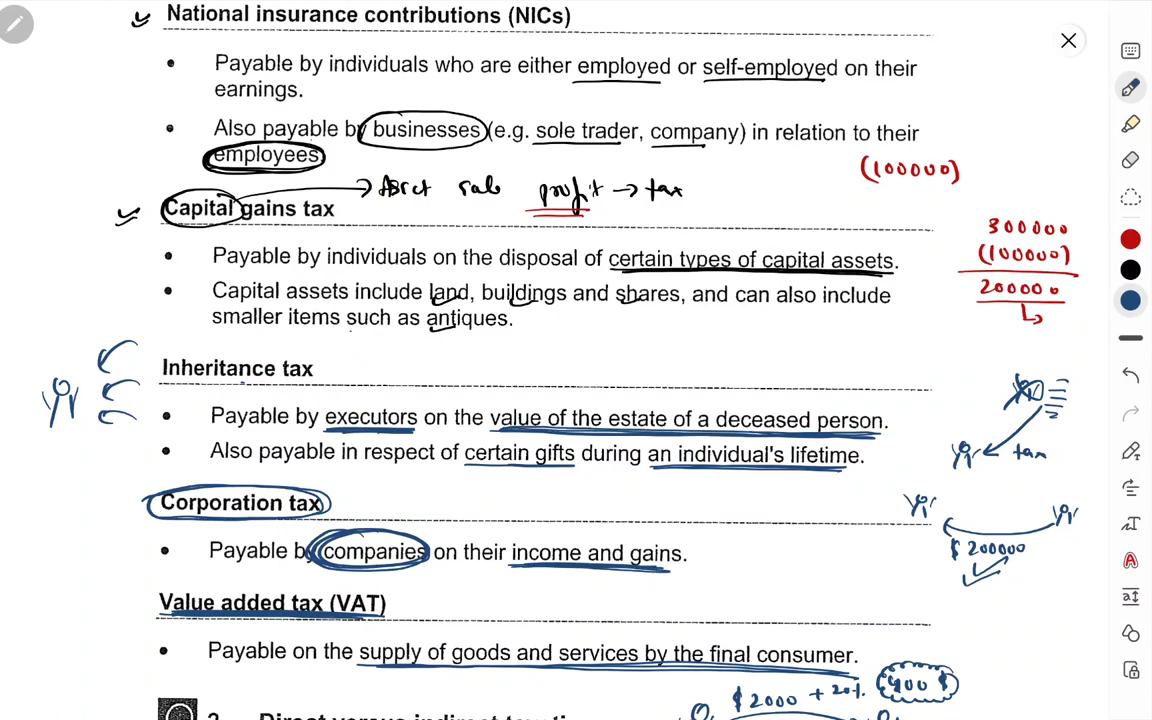 National insurance contributions (NICs)
• Payable by individuals who are either employed or self-employed on their
earnings.
• Also payable by businesses (e.g. sole trader, company) in relation to their
employees
(100000)
Asset sale profit → tax
Capital gains tax
300000
(100000)
200000
• Payable by individuals on the disposal of certain types of capital assets.
• Capital assets include land, buildings and shares, and can also include
smaller items such as antiques.
Inheritance tax
• Payable by executors on the value of the estate of a deceased person.
• Also payable in respect of certain gifts during an individual's lifetime.
tax
Corporation tax
• Payable by companies on their income and gains.
$ 200000
Value added tax (VAT)
• Payable on the supply of goods and services by the final consumer.
$ 2000 + 20%
400 $